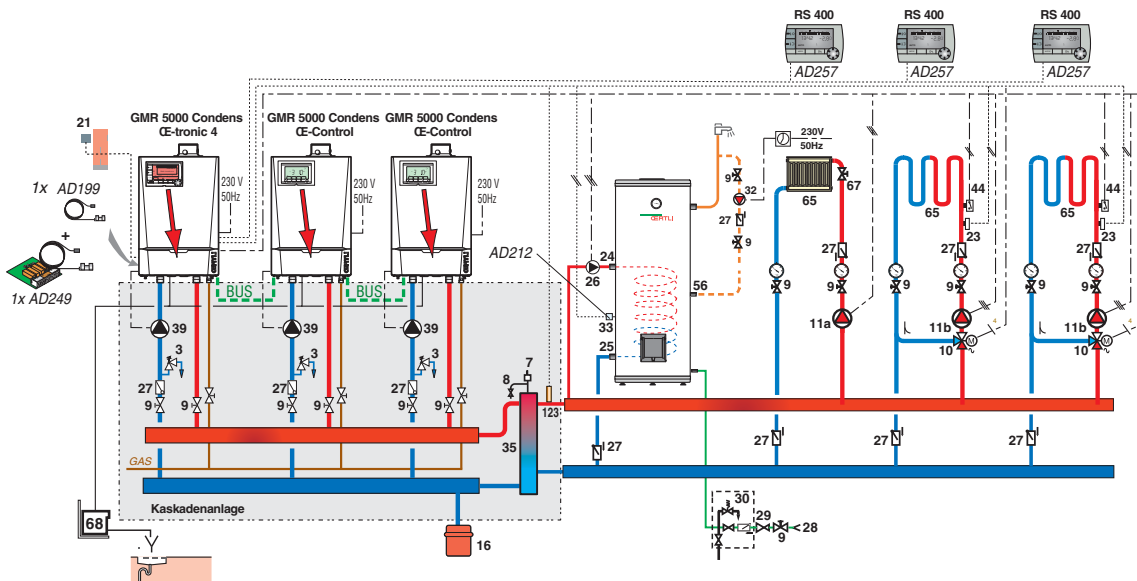 RS 400
RS 400
RS 400
AD257
AD257
AD257
GMR 5000 Condens
Œ-tronic 4
GMR 5000 Condens
Œ-Control
GMR 5000 Condens
Œ-Control
21
1x AD199
+
1x AD249
230 V
50Hz
230 V
50Hz
230 V
50Hz
BUS
BUS
AD212
ŒRTLI
24
26
33
25
56
9
32
27
9
230V
50Hz
67
65
65
44
23
65
44
23
27
27
27
9
9
9
9
9
9
11a
11b
11b
10
M
4
10
M
4
39
39
39
3
3
3
27
27
27
9
9
9
9
9
9
7
8
35
123
GAS
Kaskadenanlage
27
27
27
27
68
16
30
29
9
28